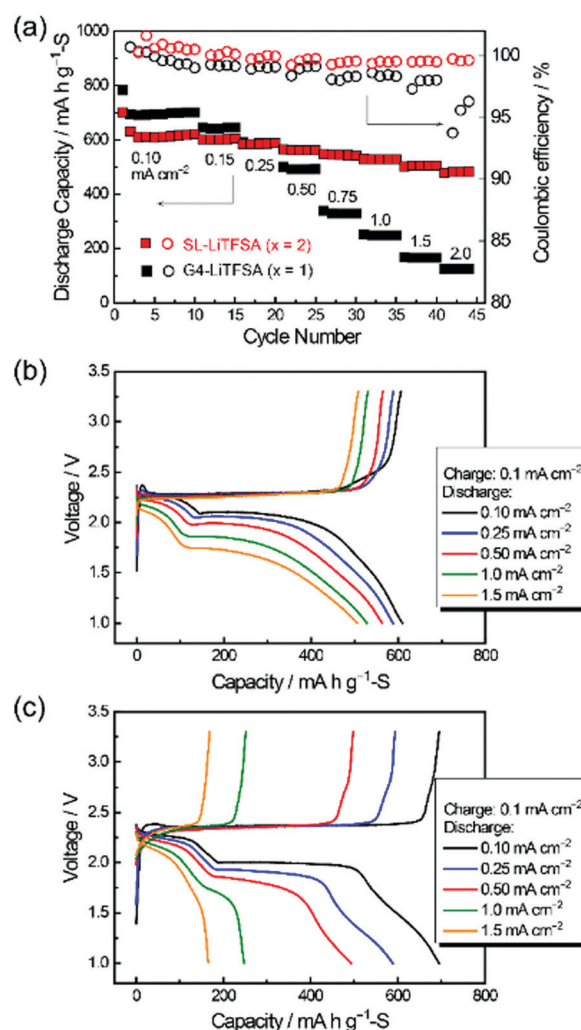 (a)
1000
800
600
400
200
0
Discharge Capacity / mA h g⁻¹-S
100
95
90
85
80
Coulombic efficiency / %
0.10
mA cm⁻²
0.15
0.25
0.50
0.75
1.0
1.5
2.0
SL-LiTFSA (x = 2)
G4-LiTFSA (x = 1)
0 5 10 15 20 25 30 35 40 45
Cycle Number
(b)
3.5
3.0
2.5
2.0
1.5
1.0
Voltage / V
Charge: 0.1 mA cm⁻²
Discharge:
0.10 mA cm⁻²
0.25 mA cm⁻²
0.50 mA cm⁻²
1.0 mA cm⁻²
1.5 mA cm⁻²
0 200 400 600 800
Capacity / mA h g⁻¹-S
(c)
3.5
3.0
2.5
2.0
1.5
1.0
Voltage / V
Charge: 0.1 mA cm⁻²
Discharge:
0.10 mA cm⁻²
0.25 mA cm⁻²
0.50 mA cm⁻²
1.0 mA cm⁻²
1.5 mA cm⁻²
0 200 400 600 800
Capacity / mA h g⁻¹-S